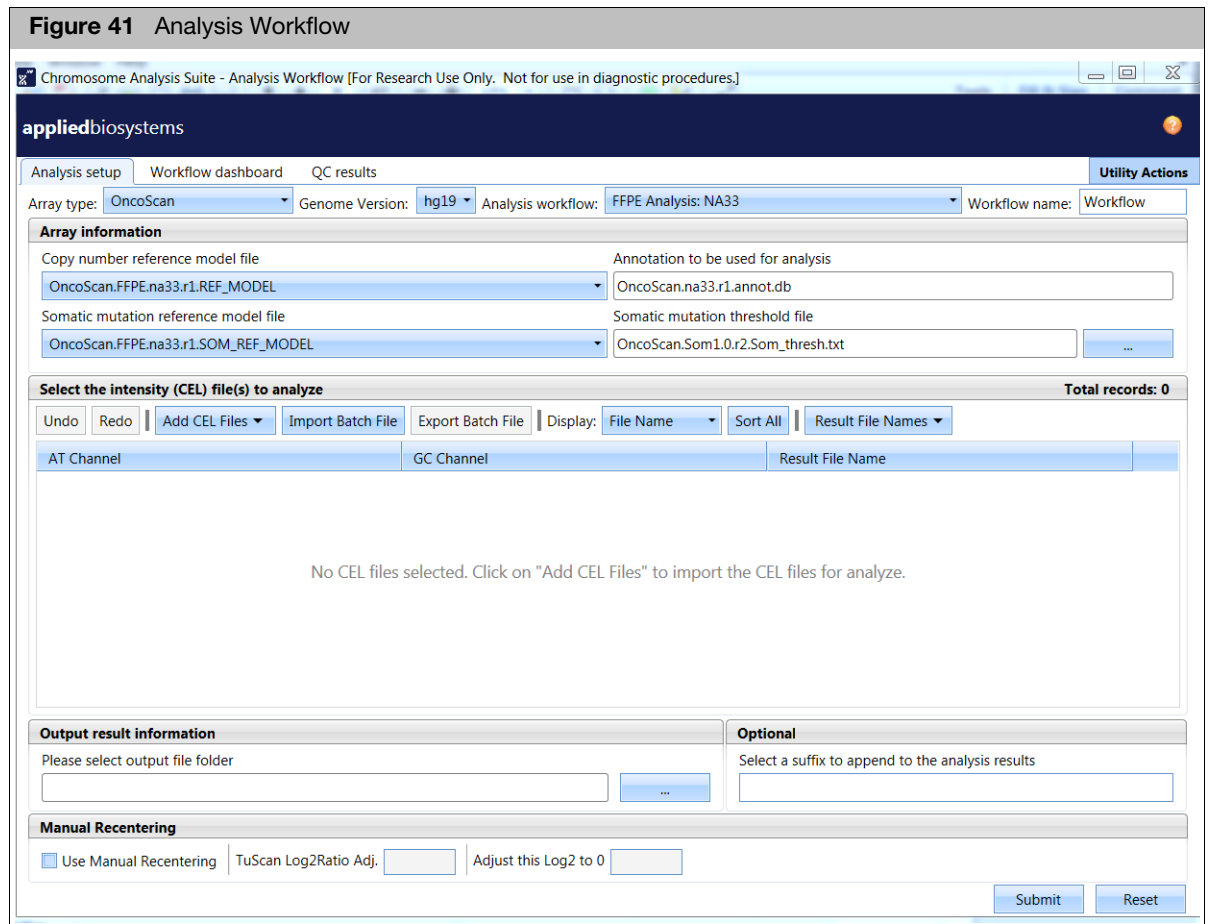 Figure 41 Analysis Workflow
Chromosome Analysis Suite - Analysis Workflow [For Research Use Only. Not for use in diagnostic procedures.]
appliedbiosystems
Analysis setup Workflow dashboard QC results Utility Actions
Array type: OncoScan Genome Version: hg19 Analysis workflow: FFPE Analysis: NA33 Workflow name: Workflow
Array information
Copy number reference model file Annotation to be used for analysis
OncoScan.FFPE.na33.r1.REF_MODEL OncoScan.na33.r1.annot.db
Somatic mutation reference model file Somatic mutation threshold file
OncoScan.FFPE.na33.r1.SOM_REF_MODEL OncoScan.Som1.0.r2.Som_thresh.txt ...
Select the intensity (CEL) file(s) to analyze Total records: 0
Undo Redo Add CEL Files Import Batch File Export Batch File Display: File Name Sort All Result File Names
AT Channel GC Channel Result File Name
No CEL files selected. Click on "Add CEL Files" to import the CEL files for analyze.
Output result information Optional
Please select output file folder Select a suffix to append to the analysis results
...
Manual Recentering
Use Manual Recentering TuScan Log2Ratio Adj. Adjust this Log2 to 0
Submit Reset